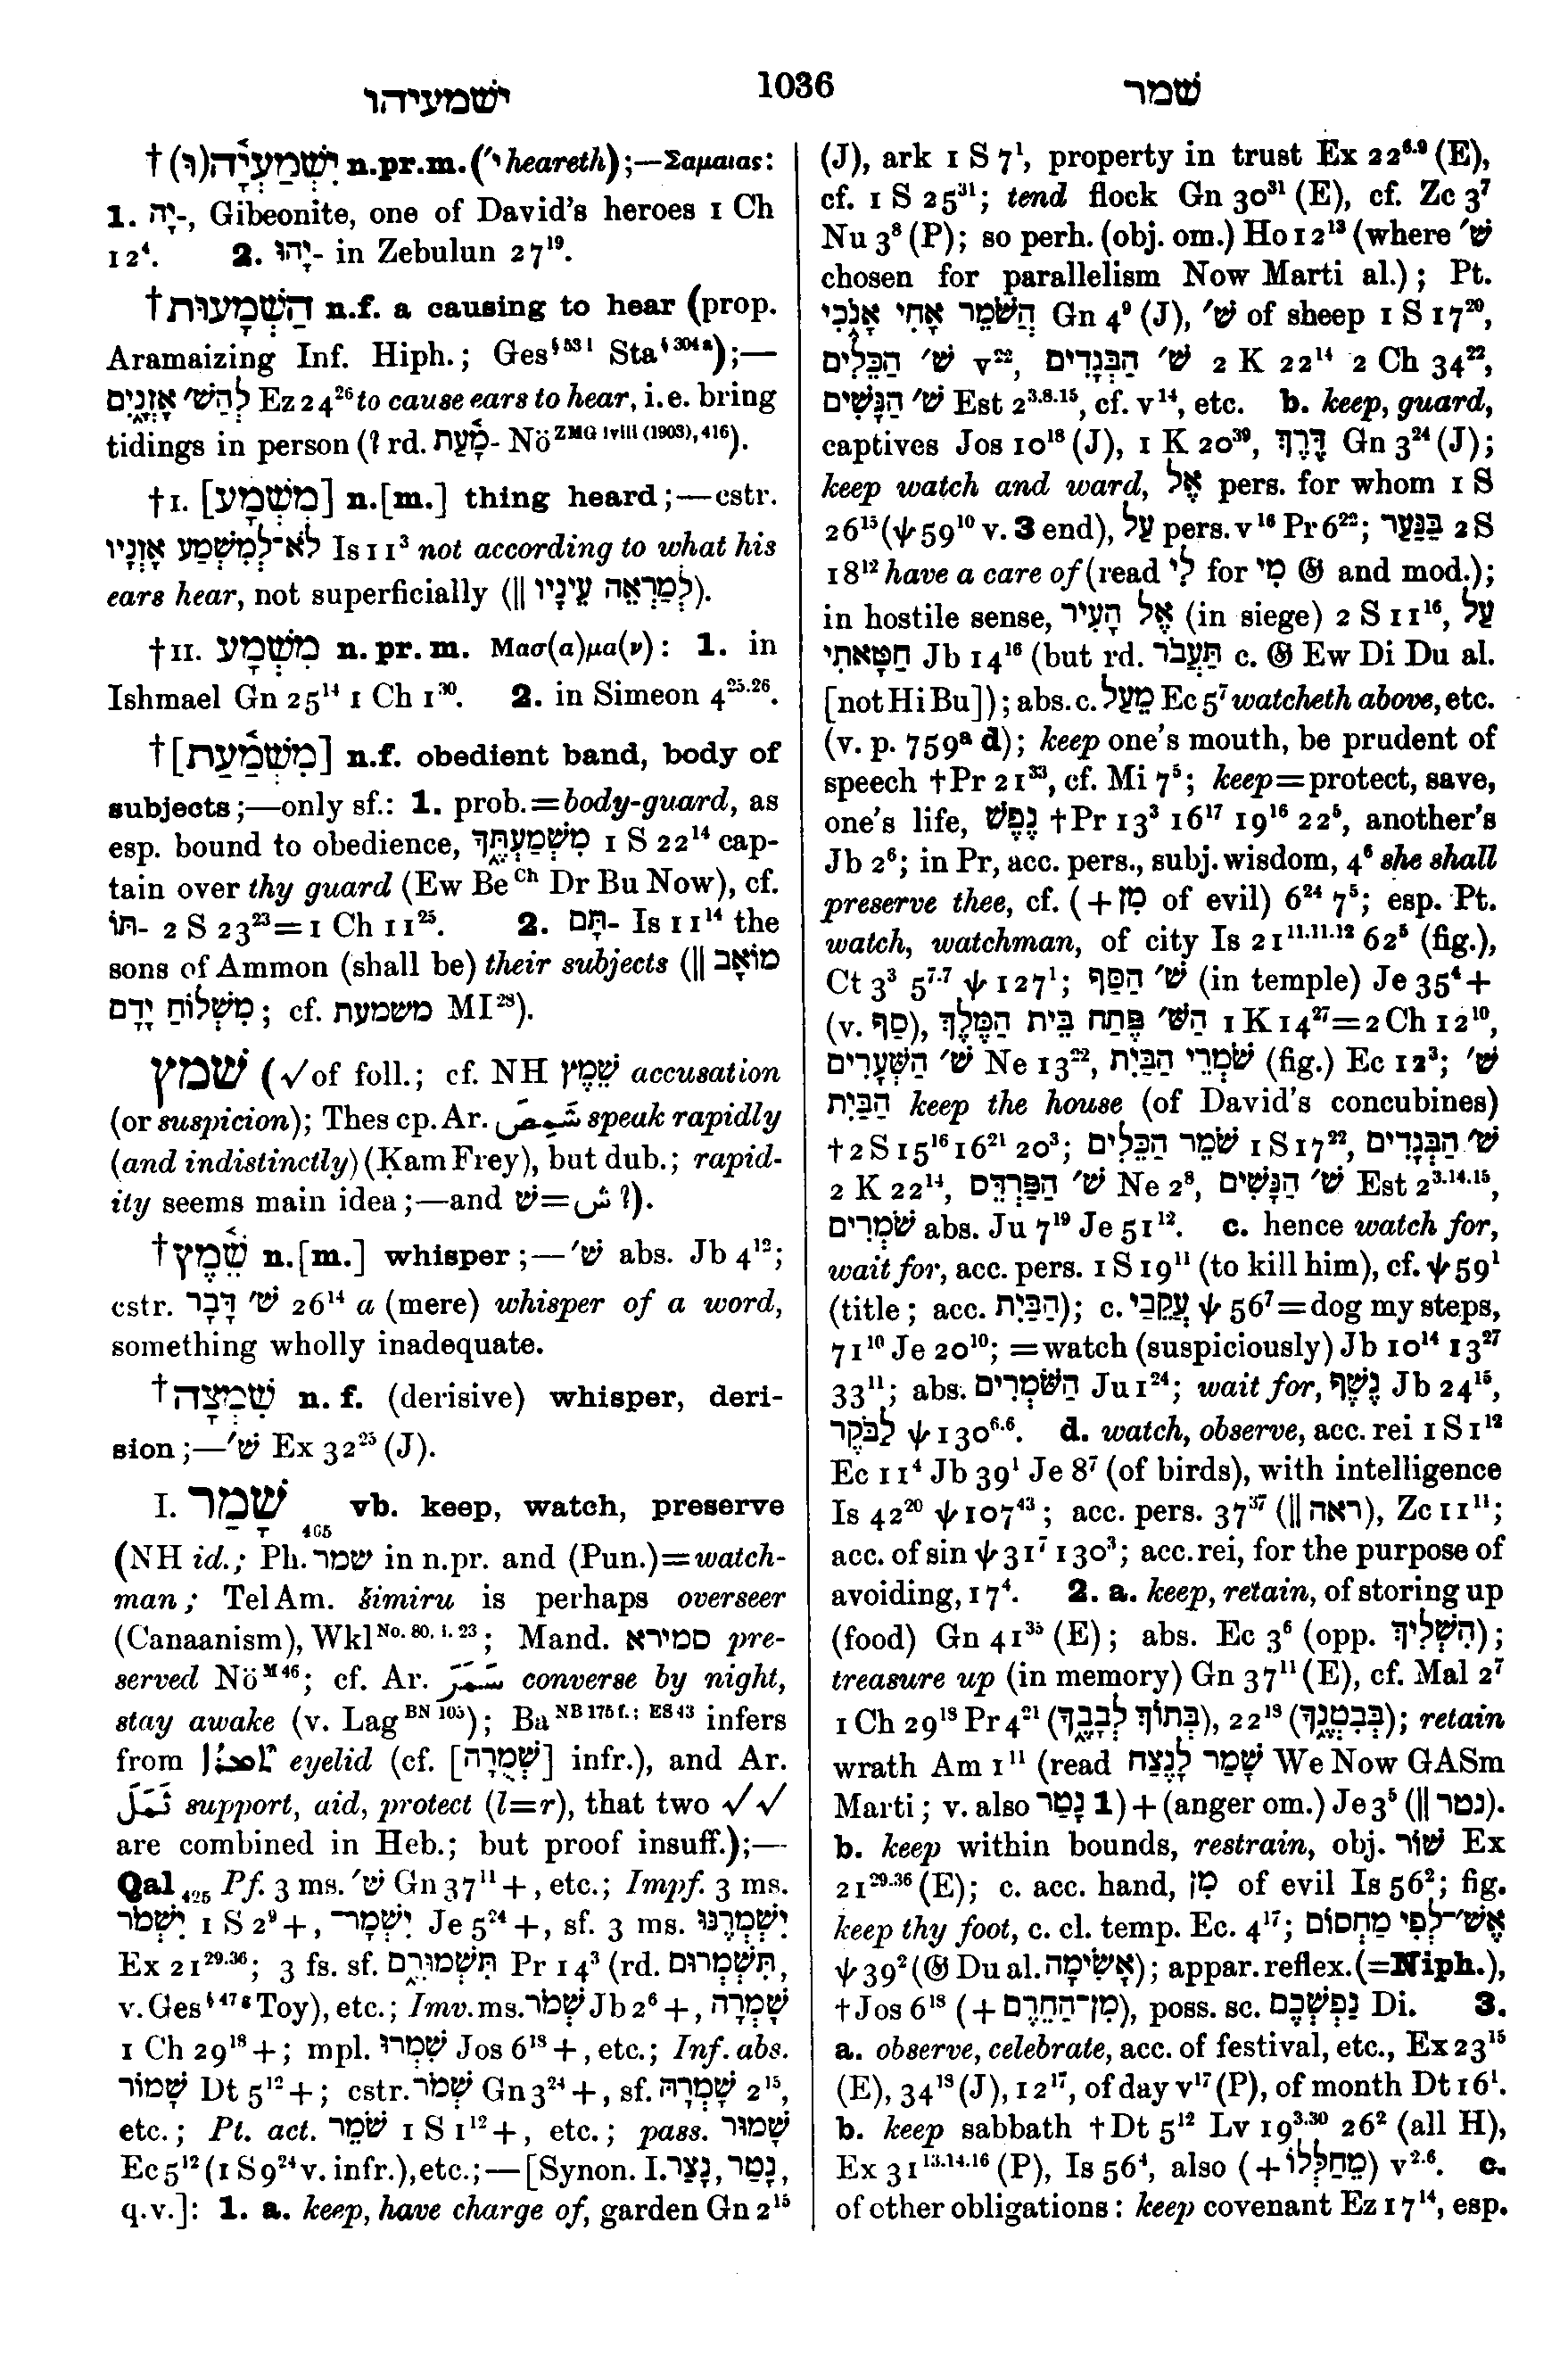 ישמעיהו
1036
שמר
†יִשְׁמַעְיָ֫ה(וּ) n.pr.m. (י׳ heareth);—Σαμαιας:
1. יָה-, Gibeonite, one of David's heroes 1 Ch
12⁴. 2. יָהוּ- in Zebulun 27¹⁹.
†הַשְׁמָעוּת n.f. a causing to hear (prop.
Aramaizing Inf. Hiph.; Ges§ 53 l Sta§ 304 a);—
לְהַשׁ׳ אָזְנָ֑יִם Ez 24²⁶ to cause ears to hear, i.e. bring
tidings in person (? rd. מָ֫עַת- Nö ZMG lviii (1903), 416).
†I. [מִשְׁמָע] n.[m.] thing heard;—cstr.
לֹא־לְמִשְׁמַע אָזְנָיו Is 11³ not according to what his
ears hear, not superficially (|| לְמַרְאֵה עֵינָיו).
†II. מִשְׁמָע n.pr.m. Μασ(α)μα(ν): 1. in
Ishmael Gn 25¹⁴ 1 Ch 1³⁰. 2. in Simeon 4²⁵·²⁶.
†[מִשְׁמַ֫עַת] n.f. obedient band, body of
subjects;—only sf.: 1. prob.=body-guard, as
esp. bound to obedience, מִשְׁמַעְתֶּ֑ךָ 1 S 22¹⁴ cap-
tain over thy guard (Ew Be Ch Dr Bu Now), cf.
תּוֹ- 2 S 23²³=1 Ch 11²⁵. 2. תָּם- Is 11¹⁴ the
sons of Ammon (shall be) their subjects (|| מוֹאָב
מִשְׁלוֹחַ יָדָם; cf. משמעת MI²⁸).
שׁמץ (√of foll.; cf. NH שֶׁמֶץ accusation
(or suspicion); Thes cp. Ar. شَمِصَ speak rapidly
(and indistinctly) (Ḳam Frey), but dub.; rapid-
ity seems main idea;—and שׁ=ش ?).
†שֵׁ֫מֶץ n.[m.] whisper;—שׁ׳ abs. Jb 4¹²;
cstr. שׁ׳ דָּבָר 26¹⁴ a (mere) whisper of a word,
something wholly inadequate.
†שִׁמְצָה n. f. (derisive) whisper, deri-
sion;—שׁ׳ Ex 32²⁵ (J).
I. שָׁמַר 465 vb. keep, watch, preserve
(NH id.; Ph. שמר in n.pr. and (Pun.)=watch-
man; TelAm. šimiru is perhaps overseer
(Canaanism), Wkl No. 80, l. 23; Mand. סמירא pre-
served Nö M 46; cf. Ar. سَمَرَ converse by night,
stay awake (v. Lag BN 105); Ba NB 175 f.; ES 43 infers
from eyelid (cf. [שְׁמֻרָה] infr.), and Ar.
ثَمَلَ support, aid, protect (l=r), that two √√
are combined in Heb.; but proof insuff.);—
Qal 425 Pf. 3 ms. שׁ׳ Gn 37¹¹+, etc.; Impf. 3 ms.
יִשְׁמֹר 1 S 2⁹+, יִשְׁמָר־ Je 5²⁴+, sf. 3 ms. יִשְׁמְרֶנּוּ
Ex 21²⁹·³⁶; 3 fs. sf. תִּשְׁמוּרֵ֑ם Pr 14³ (rd. תִּשְׁמְרוּם,
v. Ges§ 47 g Toy), etc.; Imv. ms. שְׁמֹר Jb 2⁶+, שָׁמְרָה
1 Ch 29¹⁸+; mpl. שִׁמְרוּ Jos 6¹⁸+, etc.; Inf. abs.
שָׁמוֹר Dt 5¹²+; cstr. שְׁמֹר Gn 3²⁴+, sf. שָׁמְרָהּ 2¹⁵,
etc.; Pt. act. שֹׁמֵר 1 S 1¹²+, etc.; pass. שָׁמוּר
Ec 5¹² (1 S 9²⁴ v. infr.), etc.;—[Synon. I. נָצַר, נָטַר,
q.v.]: 1. a. keep, have charge of, garden Gn 2¹⁵
(J), ark 1 S 7¹, property in trust Ex 22⁶·⁹ (E),
cf. 1 S 25³¹; tend flock Gn 30³¹ (E), cf. Zc 3⁷
Nu 3⁸ (P); so perh. (obj. om.) Ho 12¹³ (where שׁ׳
chosen for parallelism Now Marti al.); Pt.
הֲשֹׁמֵר אָחִי אָנֹ֑כִי Gn 4⁹ (J), שׁ׳ of sheep 1 S 17²⁰,
שׁ׳ הַכֵּלִים v²², שׁ׳ הַבְּגָדִים 2 K 22¹⁴ 2 Ch 34²²,
שׁ׳ הַנָּשִׁים Est 2³·⁸·¹⁵, cf. v¹⁴, etc. b. keep, guard,
captives Jos 10¹⁸ (J), 1 K 20³⁹, דֶּרֶךְ Gn 3²⁴ (J);
keep watch and ward, אֶל pers. for whom 1 S
26¹⁵ (ψ 59¹⁰ v. 3 end), עַל pers. v¹⁶ Pr 6²²; בַּנַּעַר 2 S
18¹² have a care of (read לִי for מִי 𝔊 and mod.);
in hostile sense, אֶל הָעִיר (in siege) 2 S 11¹⁶, עַל
חַטָּאתִי Jb 14¹⁶ (but rd. תַּעֲבֹר c. 𝔊 Ew Di Du al.
[not Hi Bu]); abs. c. מֵעַל Ec 5⁷ watcheth above, etc.
(v. p. 759ᵃ d); keep one's mouth, be prudent of
speech †Pr 21²³, cf. Mi 7⁵; keep=protect, save,
one's life, נֶפֶשׁ †Pr 13³ 16¹⁷ 19¹⁶ 22⁵, another's
Jb 2⁶; in Pr, acc. pers., subj. wisdom, 4⁶ she shall
preserve thee, cf. (+מִן of evil) 6²⁴ 7⁵; esp. Pt.
watch, watchman, of city Is 21¹¹·¹¹·¹² 62⁵ (fig.),
Ct 3³ 5⁷·⁷ ψ 127¹; שׁ׳ הַסַּף (in temple) Je 35⁴+
(v. סַף), הַשׁ׳ פֶּתַח בֵּית הַמֶּלֶךְ 1 K 14²⁷=2 Ch 12¹⁰,
שׁ׳ הַשְּׁעָרִים Ne 13²², שֹׁמְרֵי הַבַּיִת (fig.) Ec 12³; שׁ׳
הַבַּיִת keep the house (of David's concubines)
†2 S 15¹⁶ 16²¹ 20³; שֹׁמֵר הַכֵּלִים 1 S 17²², שׁ׳ הַבְּגָדִים
2 K 22¹⁴, שׁ׳ הַפַּרְדֵּס Ne 2⁸, שׁ׳ הַנָּשִׁים Est 2³·¹⁴·¹⁵,
שֹׁמְרִים abs. Ju 7¹⁹ Je 51¹². c. hence watch for,
wait for, acc. pers. 1 S 19¹¹ (to kill him), cf. ψ 59¹
(title; acc. הַבַּיִת); c. עֲקֵבַי ψ 56⁷=dog my steps,
71¹⁰ Je 20¹⁰; =watch (suspiciously) Jb 10¹⁴ 13²⁷
33¹¹; abs. הַשֹּׁמְרִים Ju 1²⁴; wait for, נֶשֶׁף Jb 24¹⁵,
לַבֹּקֶר ψ 130⁶·⁶. d. watch, observe, acc. rei 1 S 1¹²
Ec 11⁴ Jb 39¹ Je 8⁷ (of birds), with intelligence
Is 42²⁰ ψ 107⁴³; acc. pers. 37³⁷ (|| ראה), Zc 11¹¹;
acc. of sin ψ 31⁷ 130³; acc. rei, for the purpose of
avoiding, 17⁴. 2. a. keep, retain, of storing up
(food) Gn 41³⁵ (E); abs. Ec 3⁶ (opp. הִשְׁלִיךְ);
treasure up (in memory) Gn 37¹¹ (E), cf. Mal 2⁷
1 Ch 29¹⁸ Pr 4²¹ (בְּתוֹךְ לְבָבֶ֑ךָ), 22¹⁸ (בְּבִטְנֶ֑ךָ); retain
wrath Am 1¹¹ (read שָׁמַר לָנֶצַח We Now GASm
Marti; v. also נָטַר 1) + (anger om.) Je 3⁵ (|| נטר).
b. keep within bounds, restrain, obj. שׁוֹר Ex
21²⁹·³⁶ (E); c. acc. hand, מִן of evil Is 56²; fig.
keep thy foot, c. cl. temp. Ec. 4¹⁷; אֶשׁ׳־לְפִי מַחְסוֹם
ψ 39² (𝔊 Du al. אָשִׂימָה); appar. reflex. (=Niph.),
†Jos 6¹⁸ (+מִן־הַחֵרֶם), poss. sc. נַפְשְׁכֶם Di. 3.
a. observe, celebrate, acc. of festival, etc., Ex 23¹⁵
(E), 34¹⁸ (J), 12¹⁷, of day v¹⁷ (P), of month Dt 16¹.
b. keep sabbath †Dt 5¹² Lv 19³·³⁰ 26² (all H),
Ex 31¹³·¹⁴·¹⁶ (P), Is 56⁴, also (+מֵחַלְּלוֹ) v²·⁶. c.
of other obligations: keep covenant Ez 17¹⁴, esp.